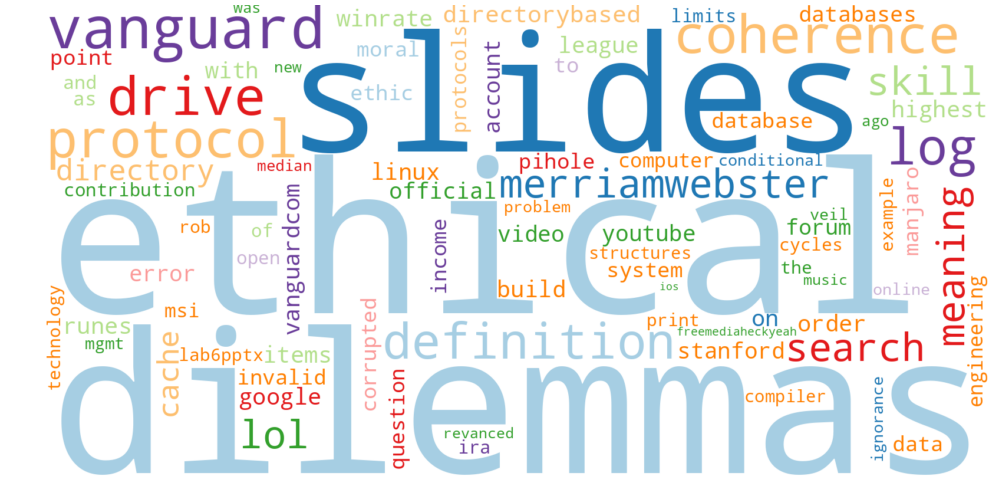 was
vanguard
winrate
directorybased
limits
databases
coherence
point
moral
league
to
and
as
with
new
slides
ethic
protocols
account
skill
highest
drive
protocol
database
ago
log
directory
median
pihole
computer
conditional
linux
official
merriamwebster
contribution
ethical
rob
of
open
error
vanguardcom
income
problem
video
youtube
structures
system
build
veil
forum
cycles
the
music
ios
example
manjaro
meaning
online
technology
msi
runes
mgmt
cache
lab6pptx
items
invalid
google
corrupted
definition
print
on
order
freemediaheckyeah
stanford
search
engineering
dilemmas
lol
question
revanced
ira
compiler
ignorance
data